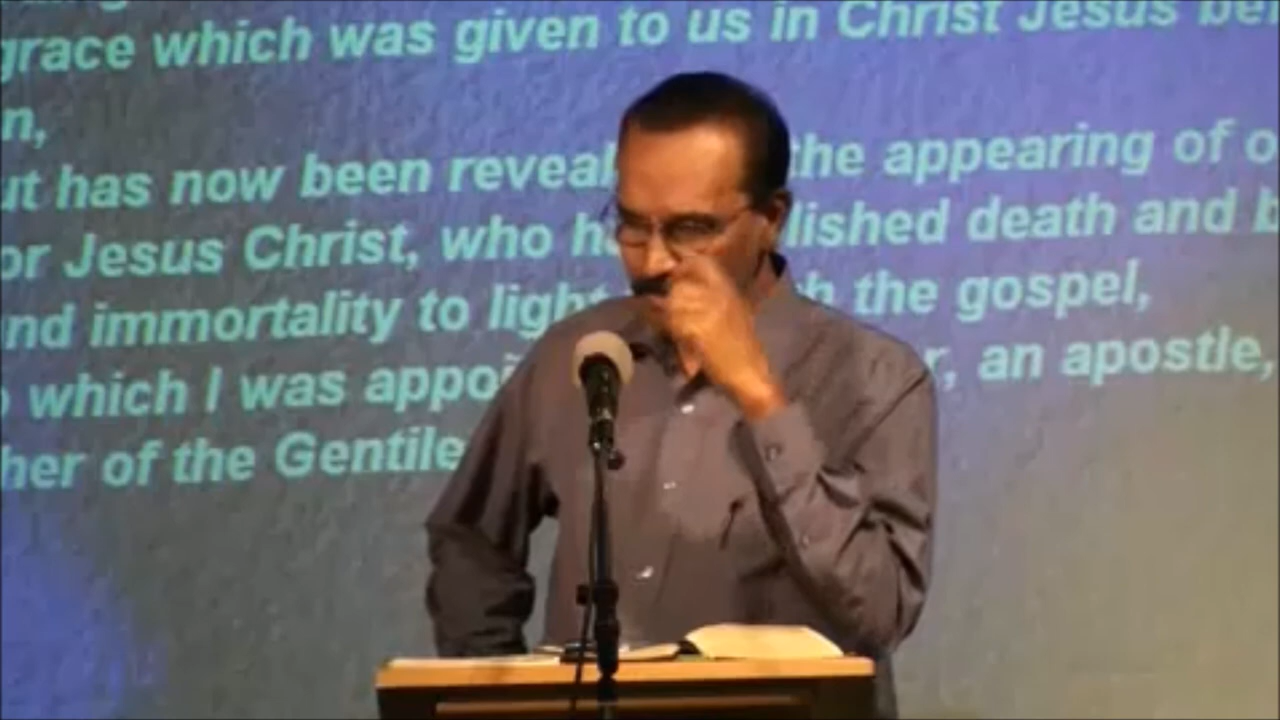 grace which was given to us in Christ Jesus
n,
ut has now been reveal the appearing of o
or Jesus Christ, who lished death and b
nd immortality to light h the gospel,
which I was appoi r, an apostle,
her of the Gentile